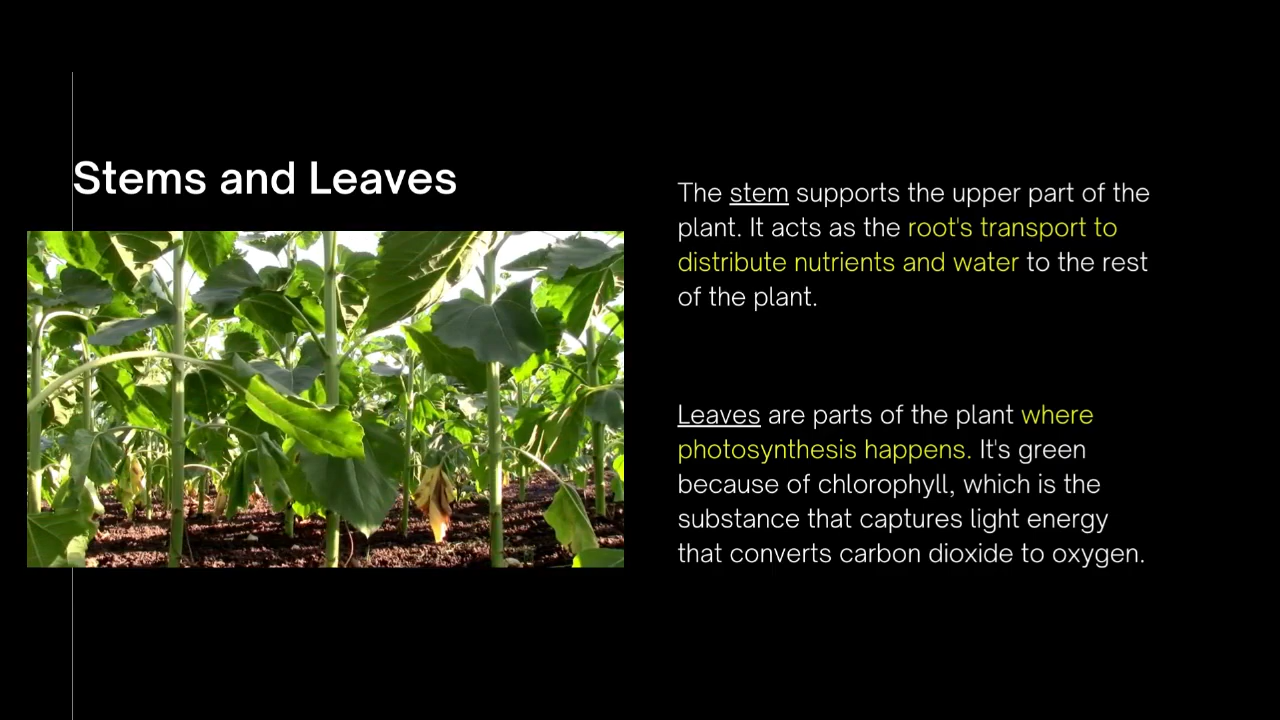 Stems and Leaves
The stem supports the upper part of the
plant. It acts as the root's transport to
distribute nutrients and water to the rest
of the plant.
Leaves are parts of the plant where
photosynthesis happens. It's green
because of chlorophyll, which is the
substance that captures light energy
that converts carbon dioxide to oxygen.